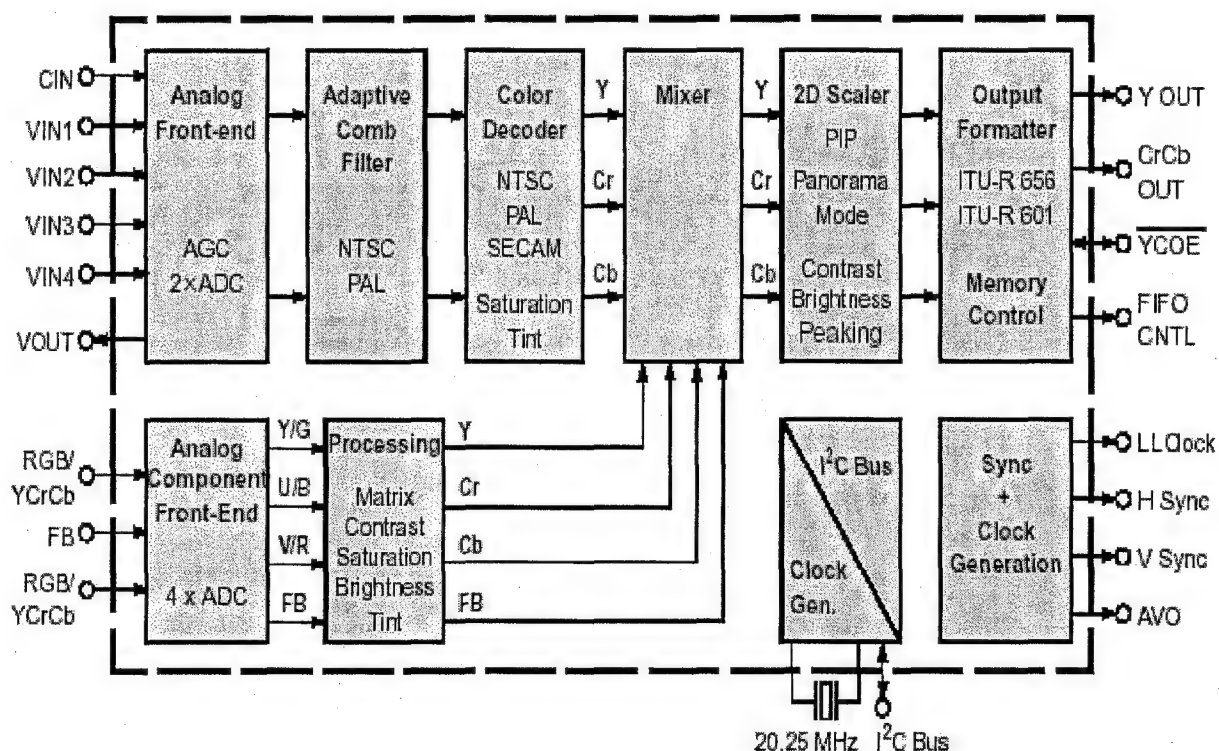 CIN
VIN1
VIN2
VIN3
VIN4
VOUT
Analog
Front-end
AGC
2×ADC
Adaptive
Comb
Filter
NTSC
PAL
Color
Decoder
NTSC
PAL
SECAM
Saturation
Tint
Y
Cr
Cb
Mixer
Y
Cr
Cb
2D Scaler
PIP
Panorama
Mode
Contrast
Brightness
Peaking
Output
Formatter
ITU-R 656
ITU-R 601
Memory
Control
Y OUT
CrCb
OUT
YCOE
FIFO
CNTL
RGB/
YCrCb
FB
RGB/
YCrCb
Analog
Component
Front-End
4 x ADC
Y/G
U/B
V/R
FB
Processing
Matrix
Contrast
Saturation
Brightness
Tint
Y
Cr
Cb
FB
I²C Bus
Clock
Gen.
Sync
+
Clock
Generation
LLClock
H Sync
V Sync
AVO
20.25 MHz
I²C Bus